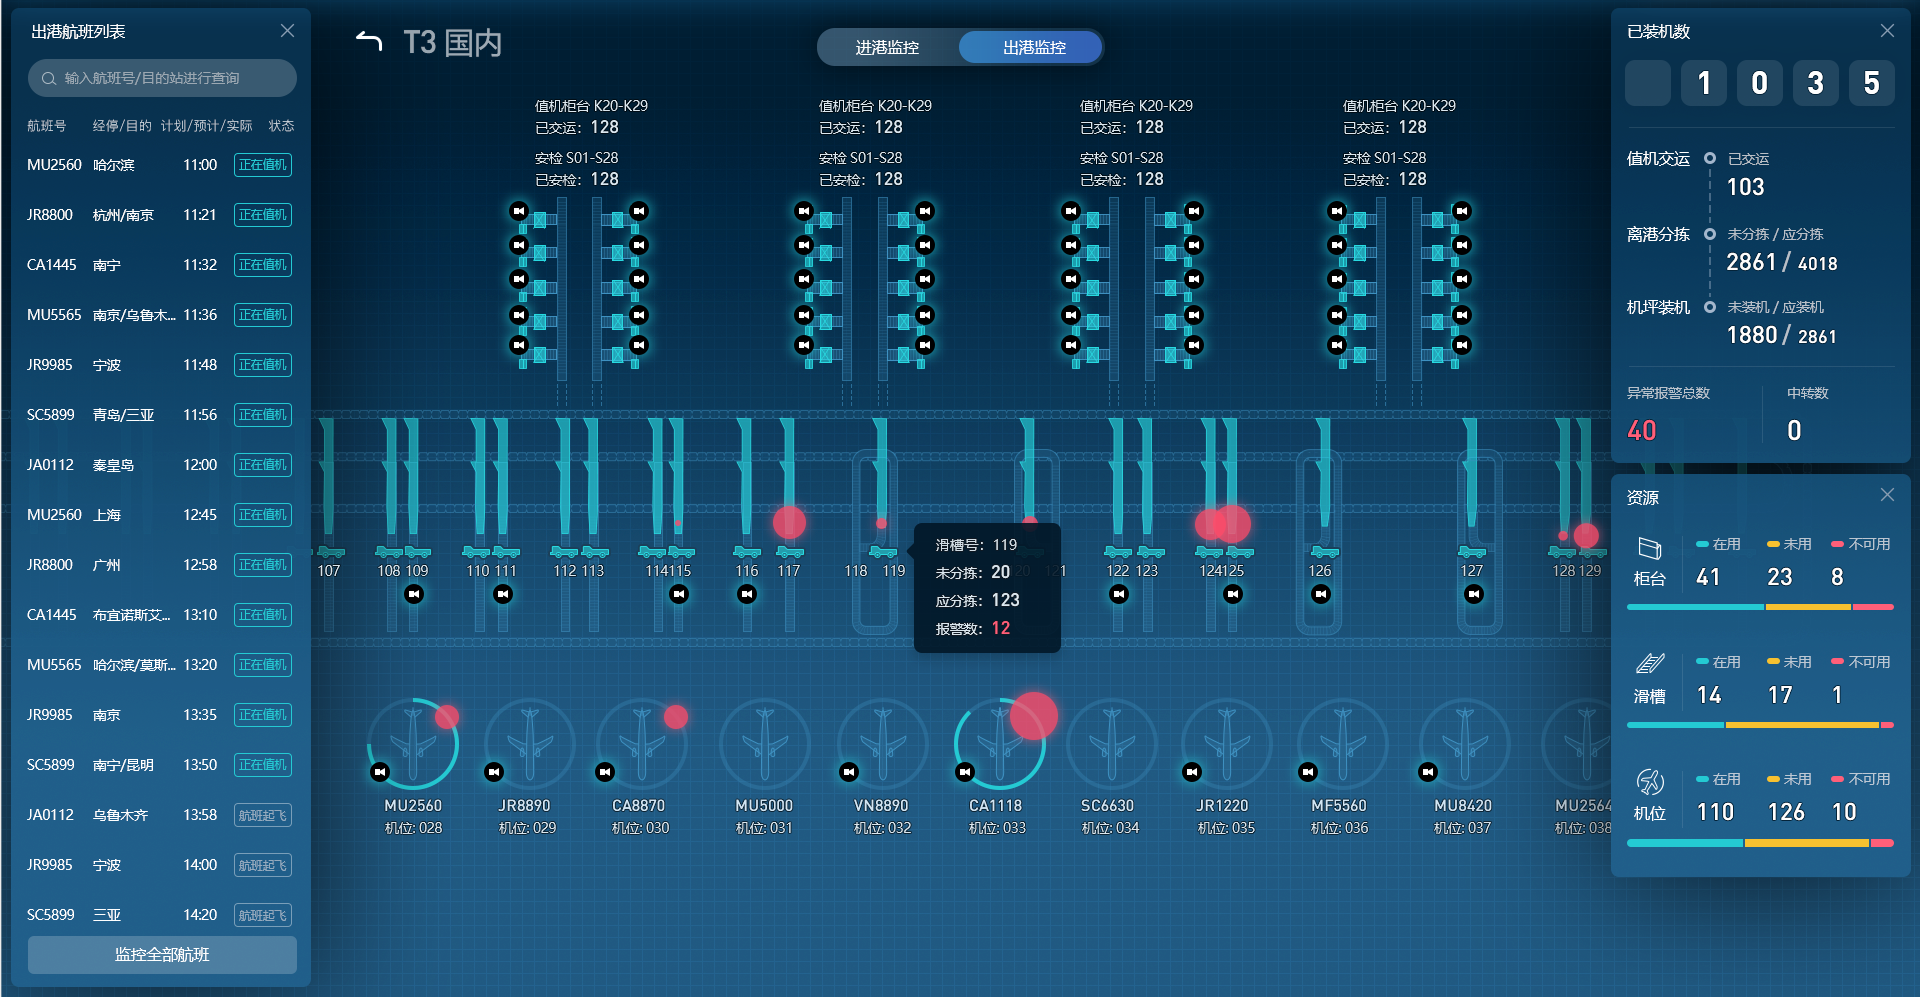 出港航班列表
输入航班号/目的站进行查询
航班号 经停/目的 计划/预计/实际 状态
MU2560 哈尔滨 11:00 正在值机
JR8800 杭州/南京 11:21 正在值机
CA1445 南宁 11:32 正在值机
MU5565 南京/乌鲁木... 11:36 正在值机
JR9985 宁波 11:48 正在值机
SC5899 青岛/三亚 11:56 正在值机
JA0112 秦皇岛 12:00 正在值机
MU2560 上海 12:45 正在值机
JR8800 广州 12:58 正在值机
CA1445 布宜诺斯艾... 13:10 正在值机
MU5565 哈尔滨/莫斯... 13:20 正在值机
JR9985 南京 13:35 正在值机
SC5899 南宁/昆明 13:50 正在值机
JA0112 乌鲁木齐 13:58 航班起飞
JR9985 宁波 14:00 航班起飞
SC5899 三亚 14:20 航班起飞
监控全部航班
T3 国内
进港监控 出港监控
值机柜台 K20-K29 值机柜台 K20-K29 值机柜台 K20-K29 值机柜台 K20-K29
已交运：128 已交运：128 已交运：128 已交运：128
安检 S01-S28 安检 S01-S28 安检 S01-S28 安检 S01-S28
已安检：128 已安检：128 已安检：128 已安检：128
107 108 109 110 111 112 113 114 115 116 117 118 119 120 121 122 123 124 125 126 127 128 129
滑槽号：119
未分拣：20
应分拣：123
报警数：12
MU2560 JR8890 CA8870 MU5000 VN8890 CA1118 SC6630 JR1220 MF5560 MU8420 MU2564
机位: 028 机位: 029 机位: 030 机位: 031 机位: 032 机位: 033 机位: 034 机位: 035 机位: 036 机位: 037 机位: 038
已装机数
1 0 3 5
值机交运 已交运
103
离港分拣 未分拣 / 应分拣
2861 / 4018
机坪装机 未装机 / 应装机
1880 / 2861
异常报警总数 中转数
40 0
资源
在用 未用 不可用
柜台 41 23 8
在用 未用 不可用
滑槽 14 17 1
在用 未用 不可用
机位 110 126 10